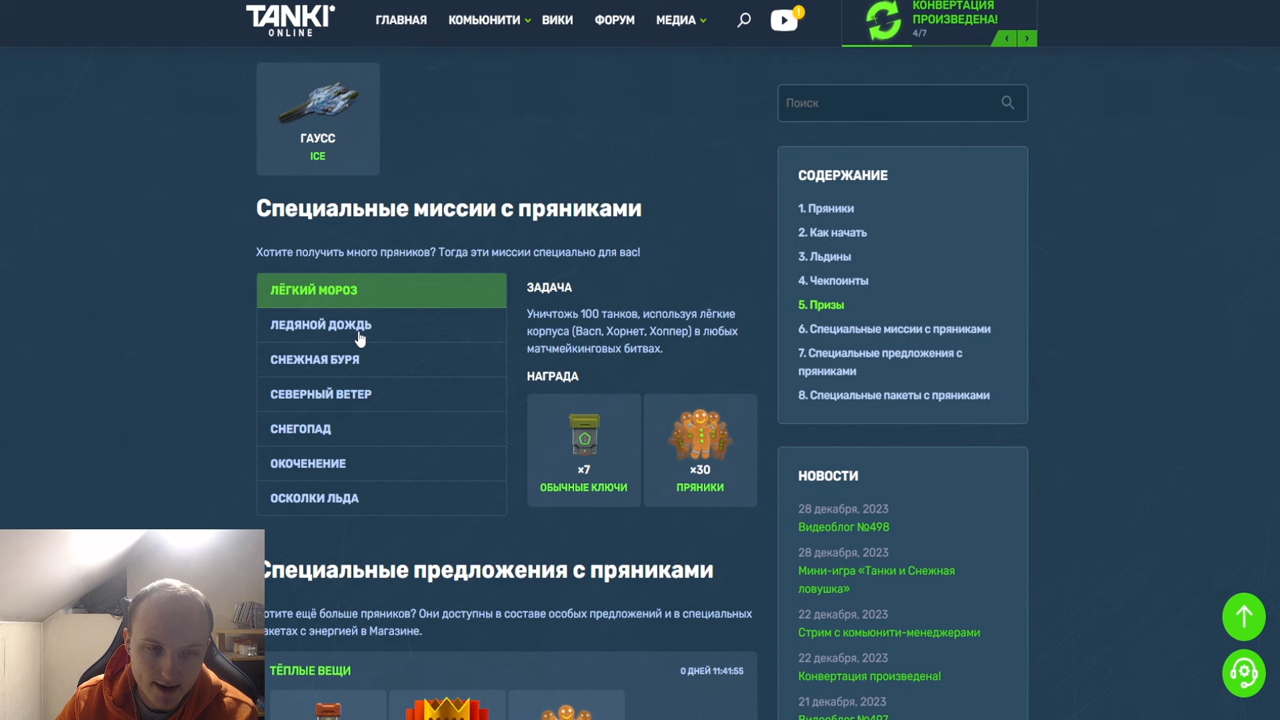 TANKI
ONLINE
ГЛАВНАЯ
КОМЬЮНИТИ
ВИКИ
ФОРУМ
МЕДИА
!
КОНВЕРТАЦИЯ
ПРОИЗВЕДЕНА!
4/7
ГАУСС
ICE
Специальные миссии с пряниками
Хотите получить много пряников? Тогда эти миссии специально для вас!
ЛЁГКИЙ МОРОЗ
ЛЕДЯНОЙ ДОЖДЬ
СНЕЖНАЯ БУРЯ
СЕВЕРНЫЙ ВЕТЕР
СНЕГОПАД
ОКОЧЕНЕНИЕ
ОСКОЛКИ ЛЬДА
ЗАДАЧА
Уничтожь 100 танков, используя лёгкие
корпуса (Васп, Хорнет, Хоппер) в любых
матчмейкинговых битвах.
НАГРАДА
×7
ОБЫЧНЫЕ КЛЮЧИ
×30
ПРЯНИКИ
Специальные предложения с пряниками
отите ещё больше пряников? Они доступны в составе особых предложений и в специальных
акетах с энергией в Магазине.
ТЁПЛЫЕ ВЕЩИ
0 ДНЕЙ 11:41:55
Поиск
СОДЕРЖАНИЕ
1. Пряники
2. Как начать
3. Льдины
4. Чекпоинты
5. Призы
6. Специальные миссии с пряниками
7. Специальные предложения с
пряниками
8. Специальные пакеты с пряниками
НОВОСТИ
28 декабря, 2023
Видеоблог №498
28 декабря, 2023
Мини-игра «Танки и Снежная
ловушка»
22 декабря, 2023
Стрим с комьюнити-менеджерами
22 декабря, 2023
Конвертация произведена!
21 декабря, 2023
Видеоблог №497